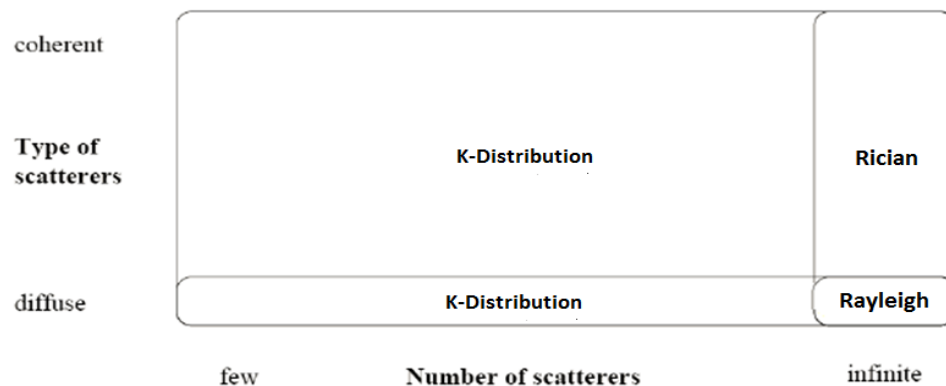 coherent
Type of
scatterers
K-Distribution
Rician
diffuse
K-Distribution
Rayleigh
few
Number of scatterers
infinite